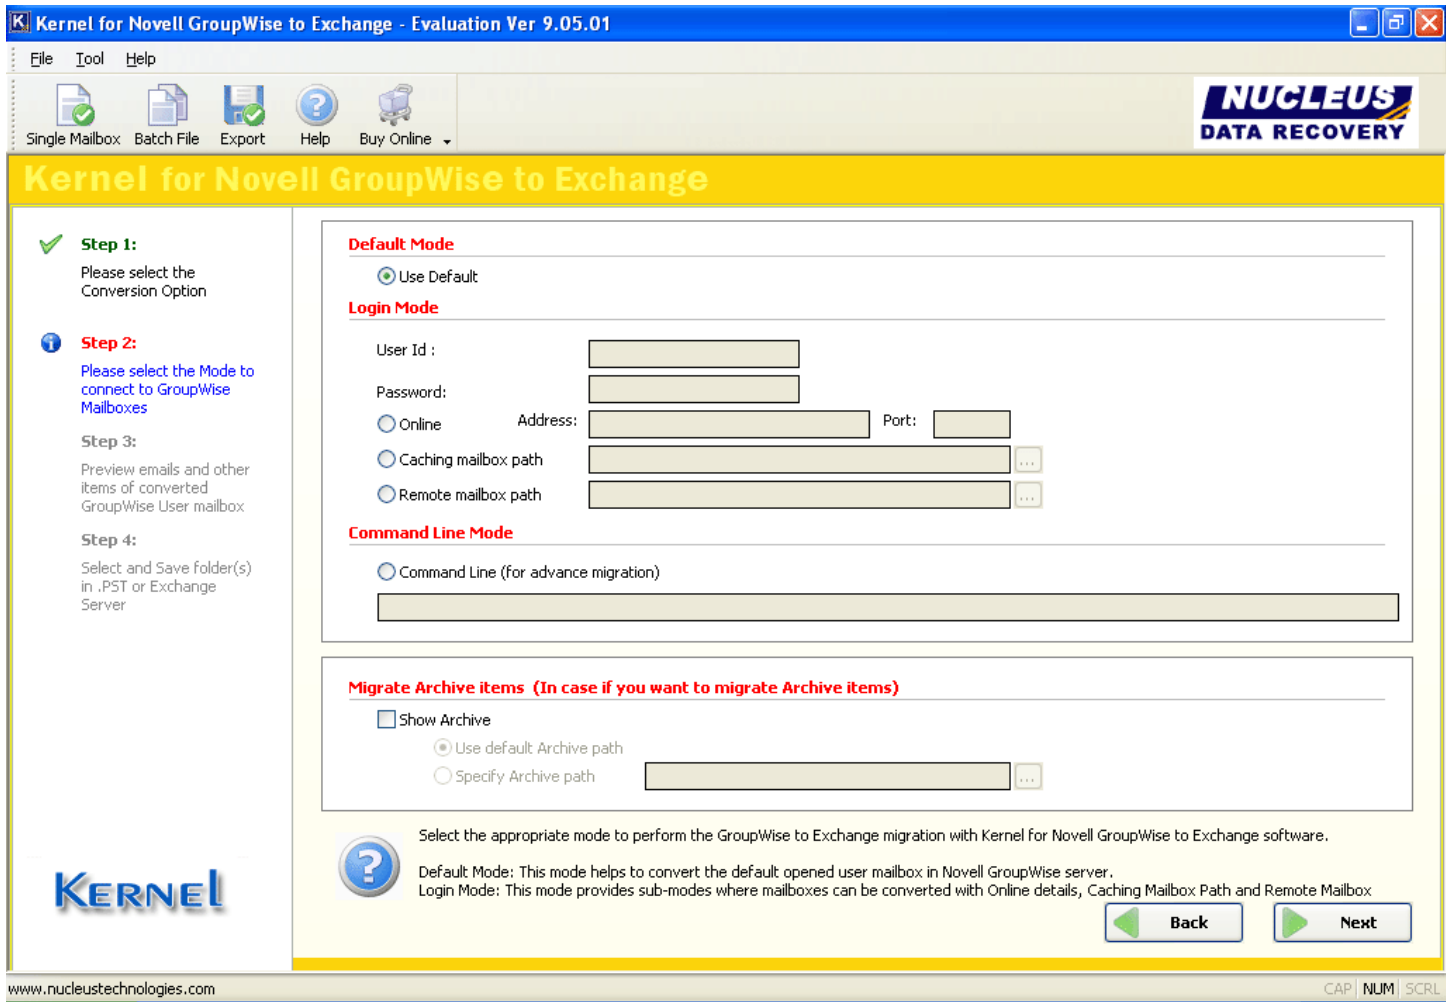 Kernel for Novell GroupWise to Exchange - Evaluation Ver 9.05.01
File Tool Help
Single Mailbox Batch File Export Help Buy Online
NUCLEUS
DATA RECOVERY
Kernel for Novell GroupWise to Exchange
Step 1:
Please select the
Conversion Option
Step 2:
Please select the Mode to
connect to GroupWise
Mailboxes
Step 3:
Preview emails and other
items of converted
GroupWise User mailbox
Step 4:
Select and Save folder(s)
in .PST or Exchange
Server
KERNEL
Default Mode
Use Default
Login Mode
User Id :
Password:
Online Address: Port:
Caching mailbox path ...
Remote mailbox path ...
Command Line Mode
Command Line (for advance migration)
Migrate Archive items (In case if you want to migrate Archive items)
Show Archive
Use default Archive path
Specify Archive path ...
Select the appropriate mode to perform the GroupWise to Exchange migration with Kernel for Novell GroupWise to Exchange software.
Default Mode: This mode helps to convert the default opened user mailbox in Novell GroupWise server.
Login Mode: This mode provides sub-modes where mailboxes can be converted with Online details, Caching Mailbox Path and Remote Mailbox
Back Next
www.nucleustechnologies.com CAP NUM SCRL